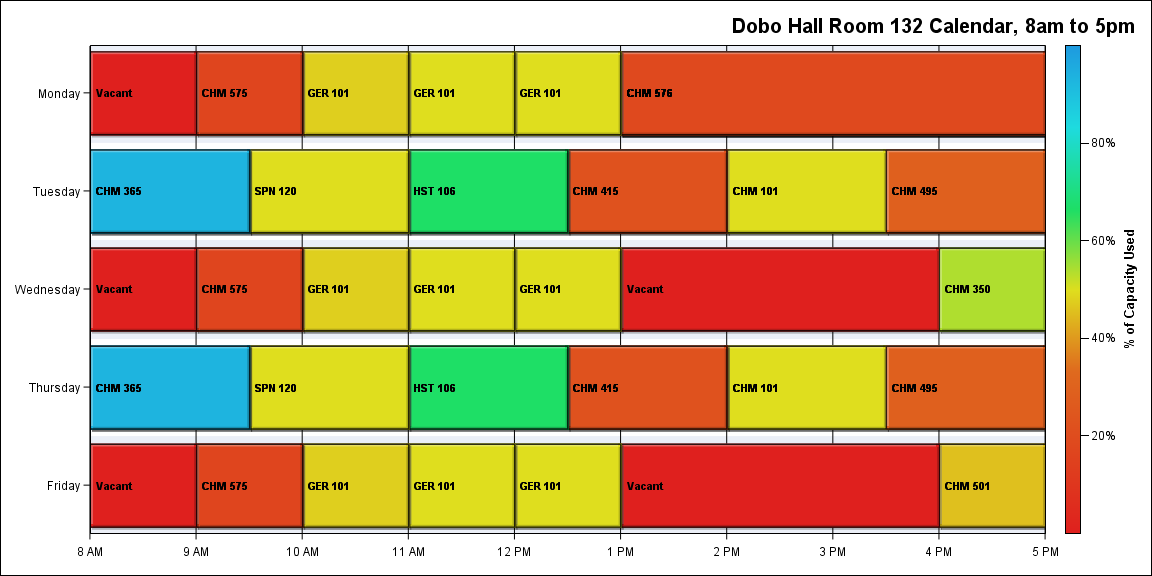 Dobo Hall Room 132 Calendar, 8am to 5pm
Monday
Vacant
CHM 575
GER 101
GER 101
GER 101
CHM 576
Tuesday
CHM 365
SPN 120
HST 106
CHM 415
CHM 101
CHM 495
Wednesday
Vacant
CHM 575
GER 101
GER 101
GER 101
Vacant
CHM 350
Thursday
CHM 365
SPN 120
HST 106
CHM 415
CHM 101
CHM 495
Friday
Vacant
CHM 575
GER 101
GER 101
GER 101
Vacant
CHM 501
8 AM
9 AM
10 AM
11 AM
12 PM
1 PM
2 PM
3 PM
4 PM
5 PM
80%
60%
40%
20%
% of Capacity Used